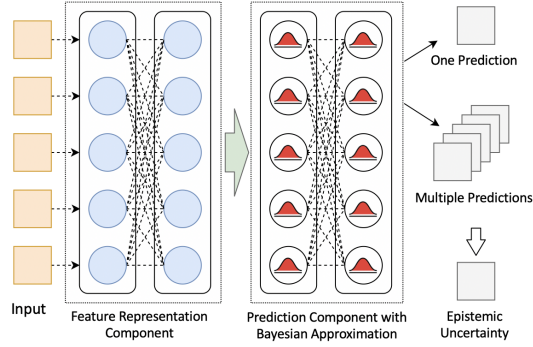 One Prediction
Multiple Predictions
Input
Feature Representation
Component
Prediction Component with
Bayesian Approximation
Epistemic
Uncertainty